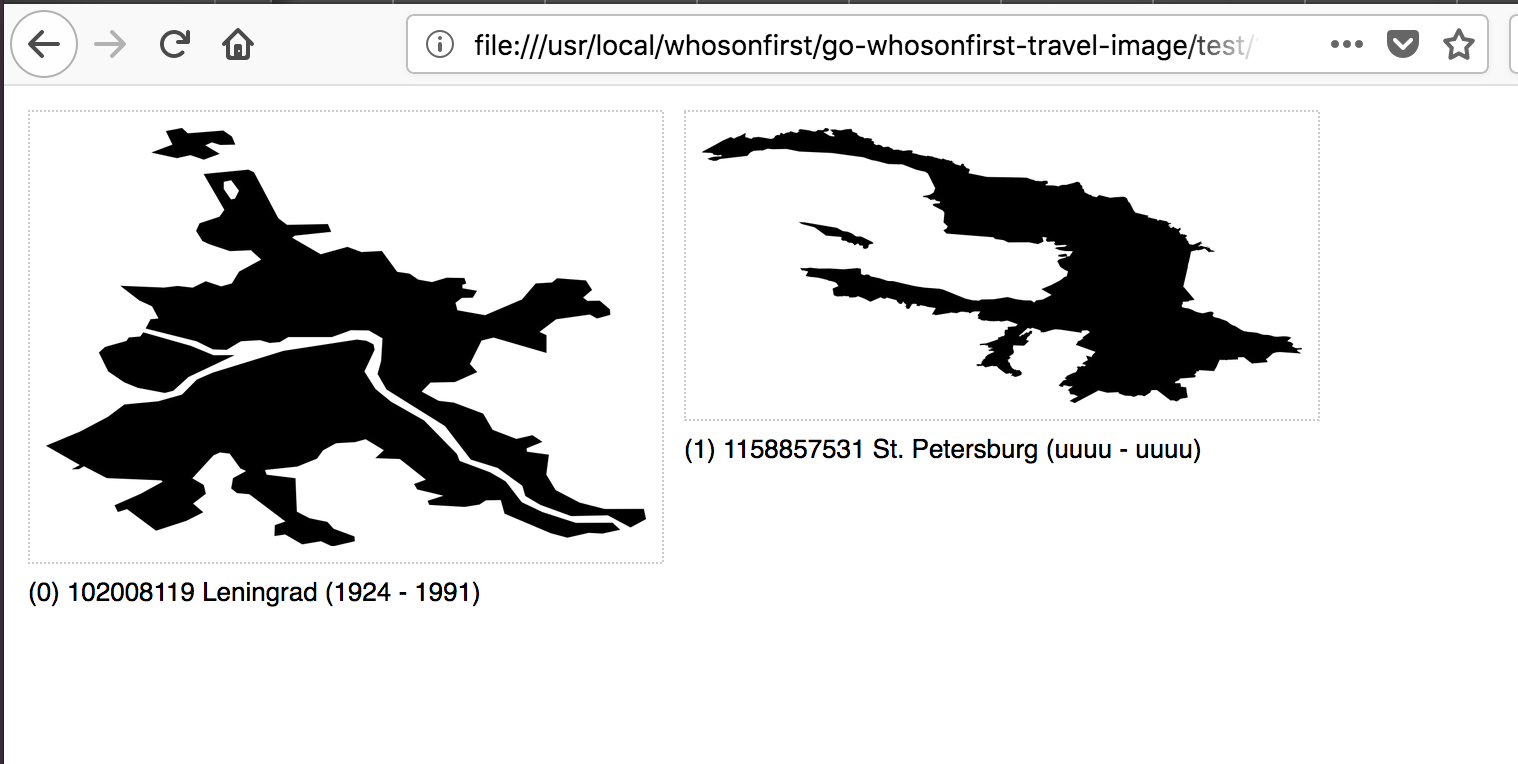 file:///usr/local/whosonfirst/go-whosonfirst-travel-image/test/
(1) 1158857531 St. Petersburg (uuuu - uuuu)
(0) 102008119 Leningrad (1924 - 1991)